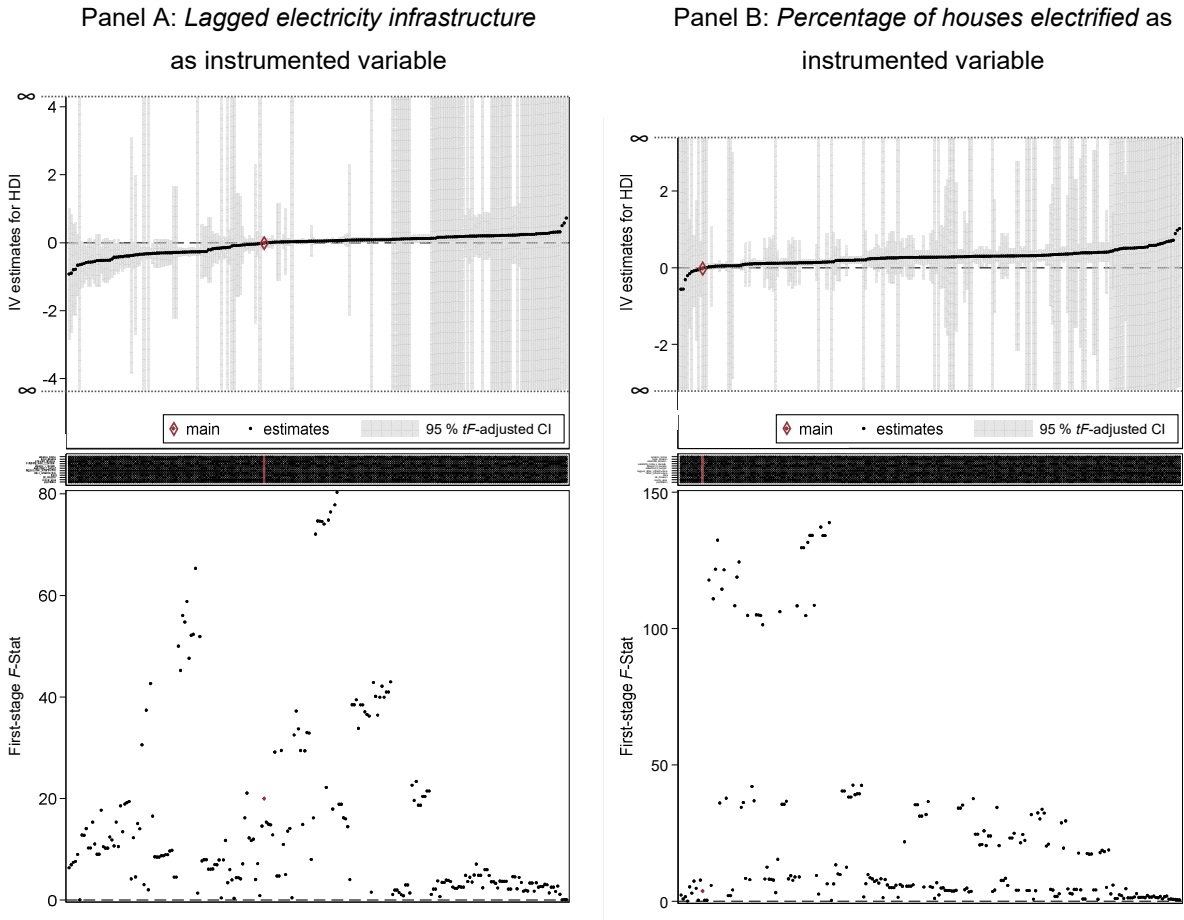 Panel A: Lagged electricity infrastructure
as instrumented variable
∞
4
2
0
-2
-4
∞
IV estimates for HDI
main
estimates
95 % tF-adjusted CI
80
60
40
20
0
First-stage F-Stat
Panel B: Percentage of houses electrified as
instrumented variable
∞
2
0
-2
∞
IV estimates for HDI
main
estimates
95 % tF-adjusted CI
150
100
50
0
First-stage F-Stat